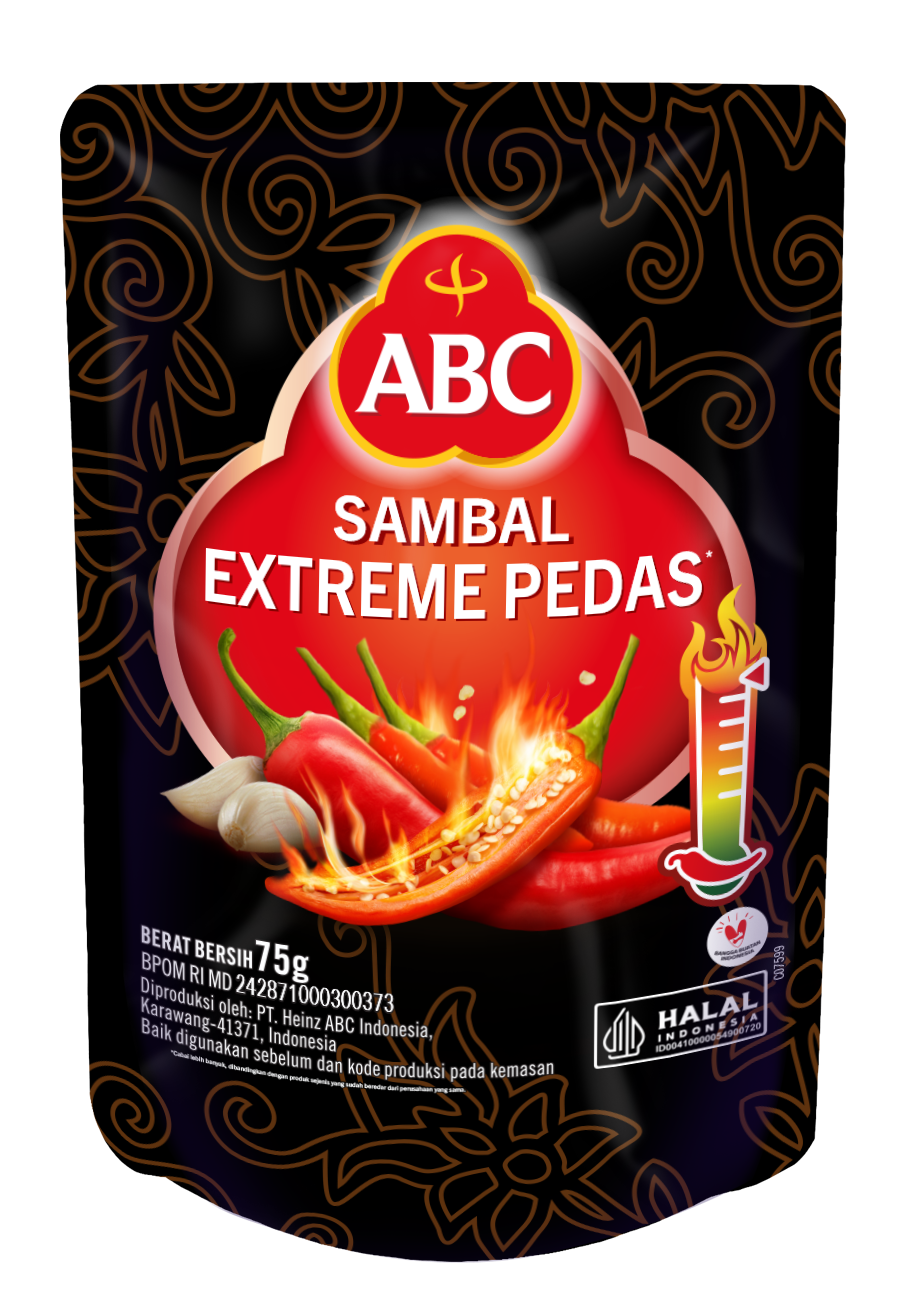 ABC
SAMBAL
EXTREME PEDAS*
BERAT BERSIH 75g
BPOM RI MD 242871000300373
Diproduksi oleh: PT. Heinz ABC Indonesia,
Karawang-41371, Indonesia
Baik digunakan sebelum dan kode produksi pada kemasan
*Cabai lebih banyak, dibandingkan dengan produk sejenis yang sudah beredar dari perusahaan yang sama.
BANGGA BUATAN
INDONESIA
C07599
HALAL
INDONESIA
ID00410000054900720